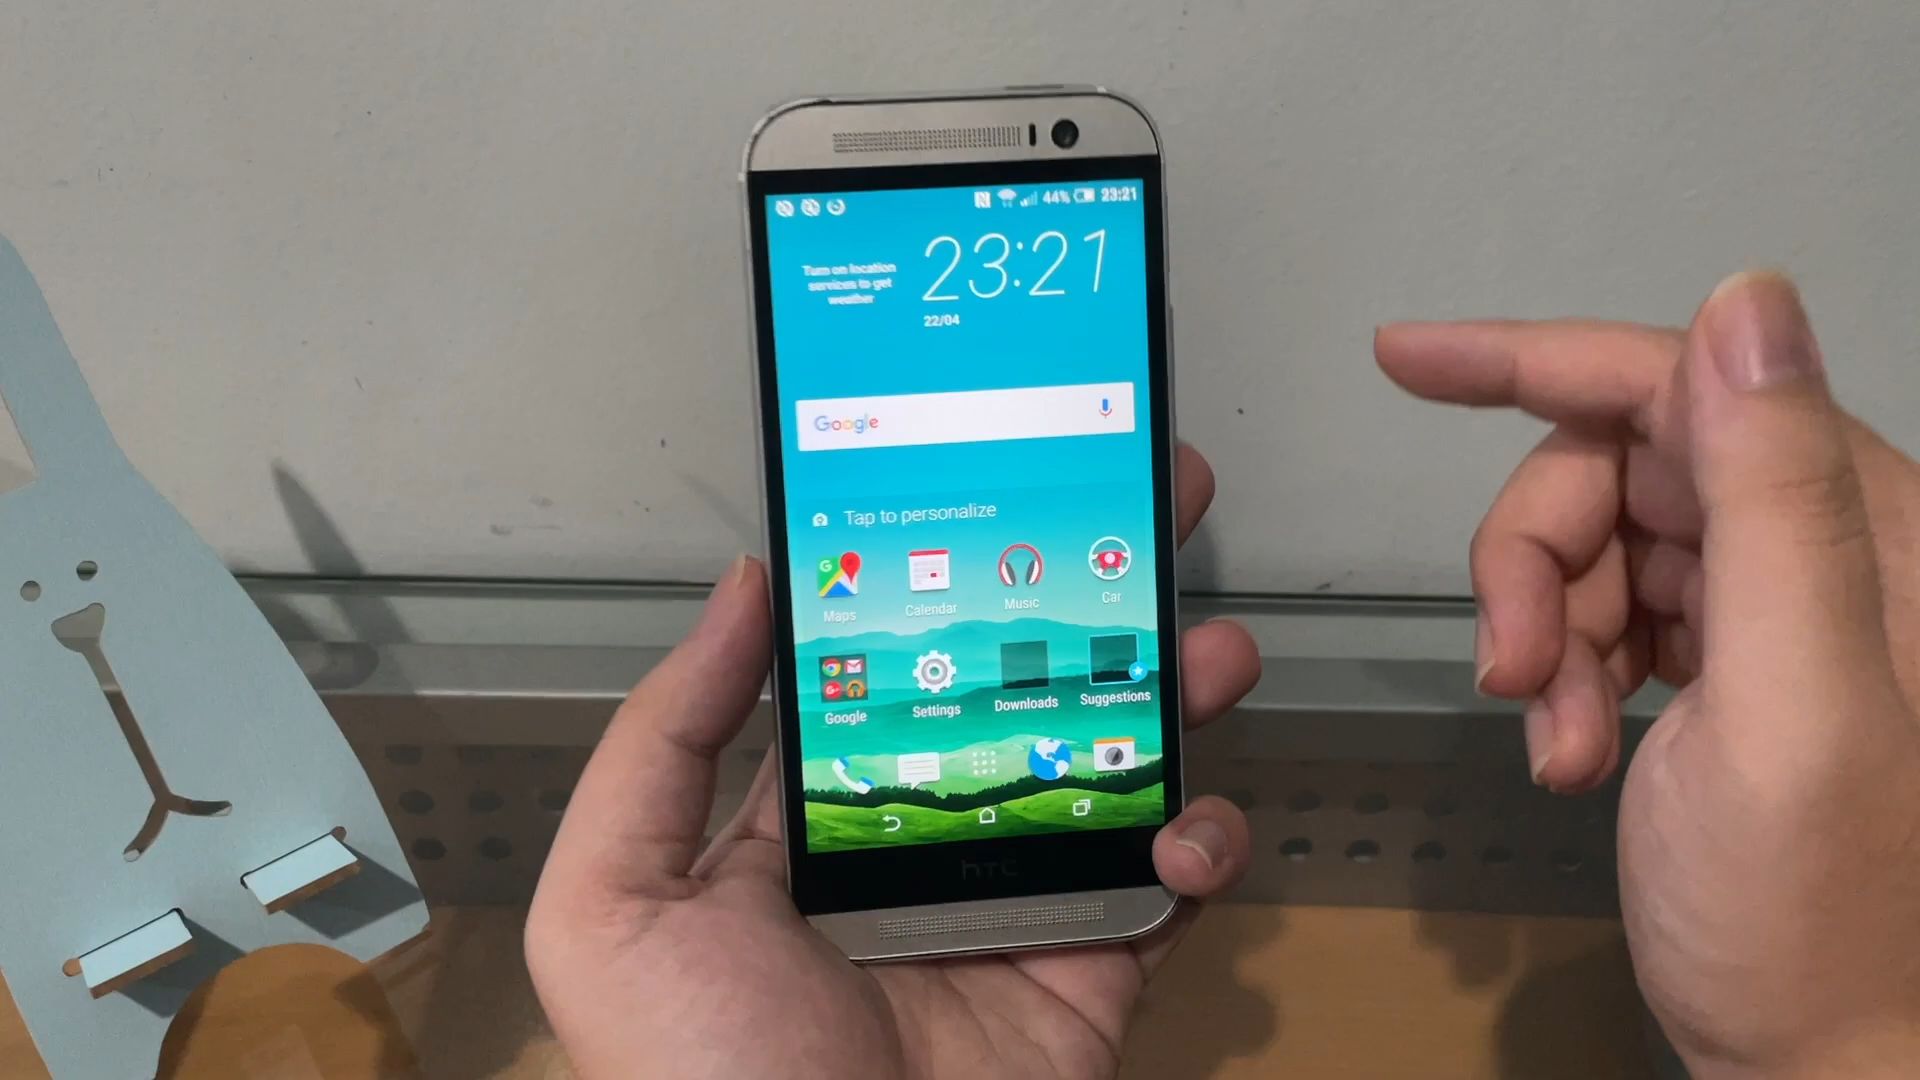 44% 23:21
23:21
Turn on location
services to get
weather
22/04
Google
Tap to personalize
G
Maps
Calendar
Music
Car
G+
Google
Settings
Downloads
Suggestions
hTC